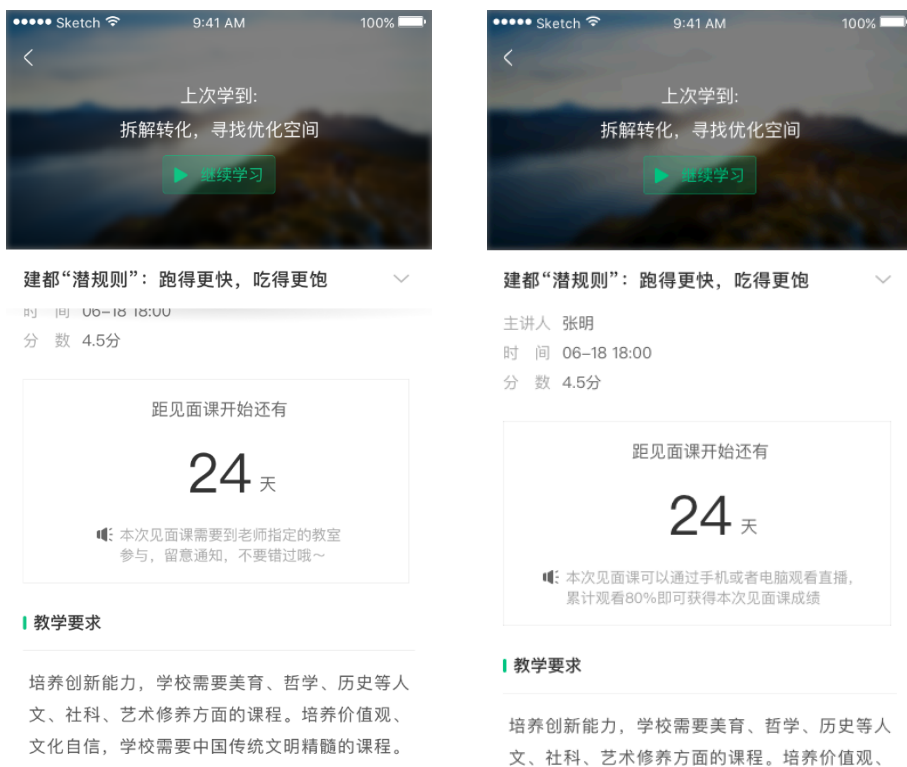 Sketch 9:41 AM 100%
上次学到:
拆解转化，寻找优化空间
继续学习
建都“潜规则”：跑得更快，吃得更饱
时 间 06-18 18:00
分 数 4.5分
距见面课开始还有
24 天
本次见面课需要到老师指定的教室
参与，留意通知，不要错过哦～
教学要求
培养创新能力，学校需要美育、哲学、历史等人
文、社科、艺术修养方面的课程。培养价值观、
文化自信，学校需要中国传统文明精髓的课程。
Sketch 9:41 AM 100%
上次学到:
拆解转化，寻找优化空间
继续学习
建都“潜规则”：跑得更快，吃得更饱
主讲人 张明
时 间 06-18 18:00
分 数 4.5分
距见面课开始还有
24 天
本次见面课可以通过手机或者电脑观看直播，
累计观看80%即可获得本次见面课成绩
教学要求
培养创新能力，学校需要美育、哲学、历史等人
文、社科、艺术修养方面的课程。培养价值观、